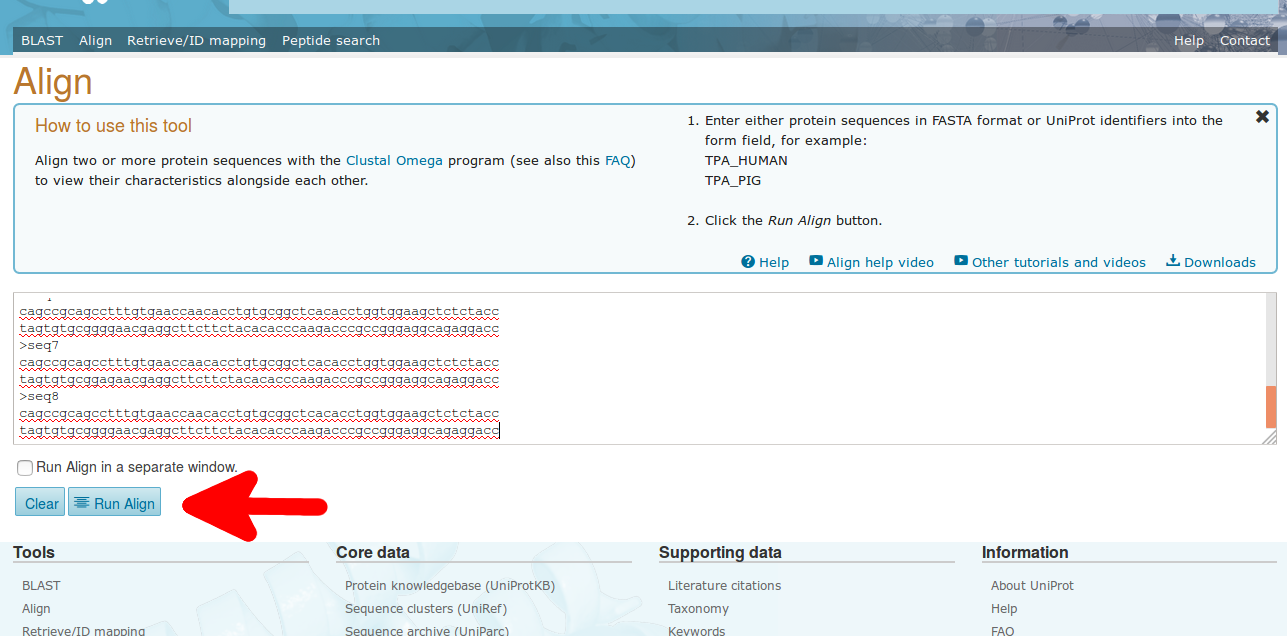 BLAST Align Retrieve/ID mapping Peptide search Help Contact
Align
How to use this tool
Align two or more protein sequences with the Clustal Omega program (see also this FAQ)
to view their characteristics alongside each other.
1. Enter either protein sequences in FASTA format or UniProt identifiers into the
form field, for example:
TPA_HUMAN
TPA_PIG
2. Click the Run Align button.
Help Align help video Other tutorials and videos Downloads
cagccgcagcctttgtgaaccaacacctgtgcggctcacacctggtggaagctctctacc
tagtgtgcggggaacgaggcttcttctacacacccaagacccgccgggaggcagaggacc
>seq7
cagccgcagcctttgtgaaccaacacctgtgcggctcacacctggtggaagctctctacc
tagtgtgcggagaacgaggcttcttctacacacccaagacccgccgggaggcagaggacc
>seq8
cagccgcagcctttgtgaaccaacacctgtgcggctcacacctggtggaagctctctacc
tagtgtgcggggaacgaggcttcttctacacacccaagacccgccgggaggcagaggacc
Run Align in a separate window.
Clear Run Align
Tools Core data Supporting data Information
BLAST Protein knowledgebase (UniProtKB) Literature citations About UniProt
Align Sequence clusters (UniRef) Taxonomy Help
Retrieve/ID mapping Sequence archive (UniParc) Keywords FAQ